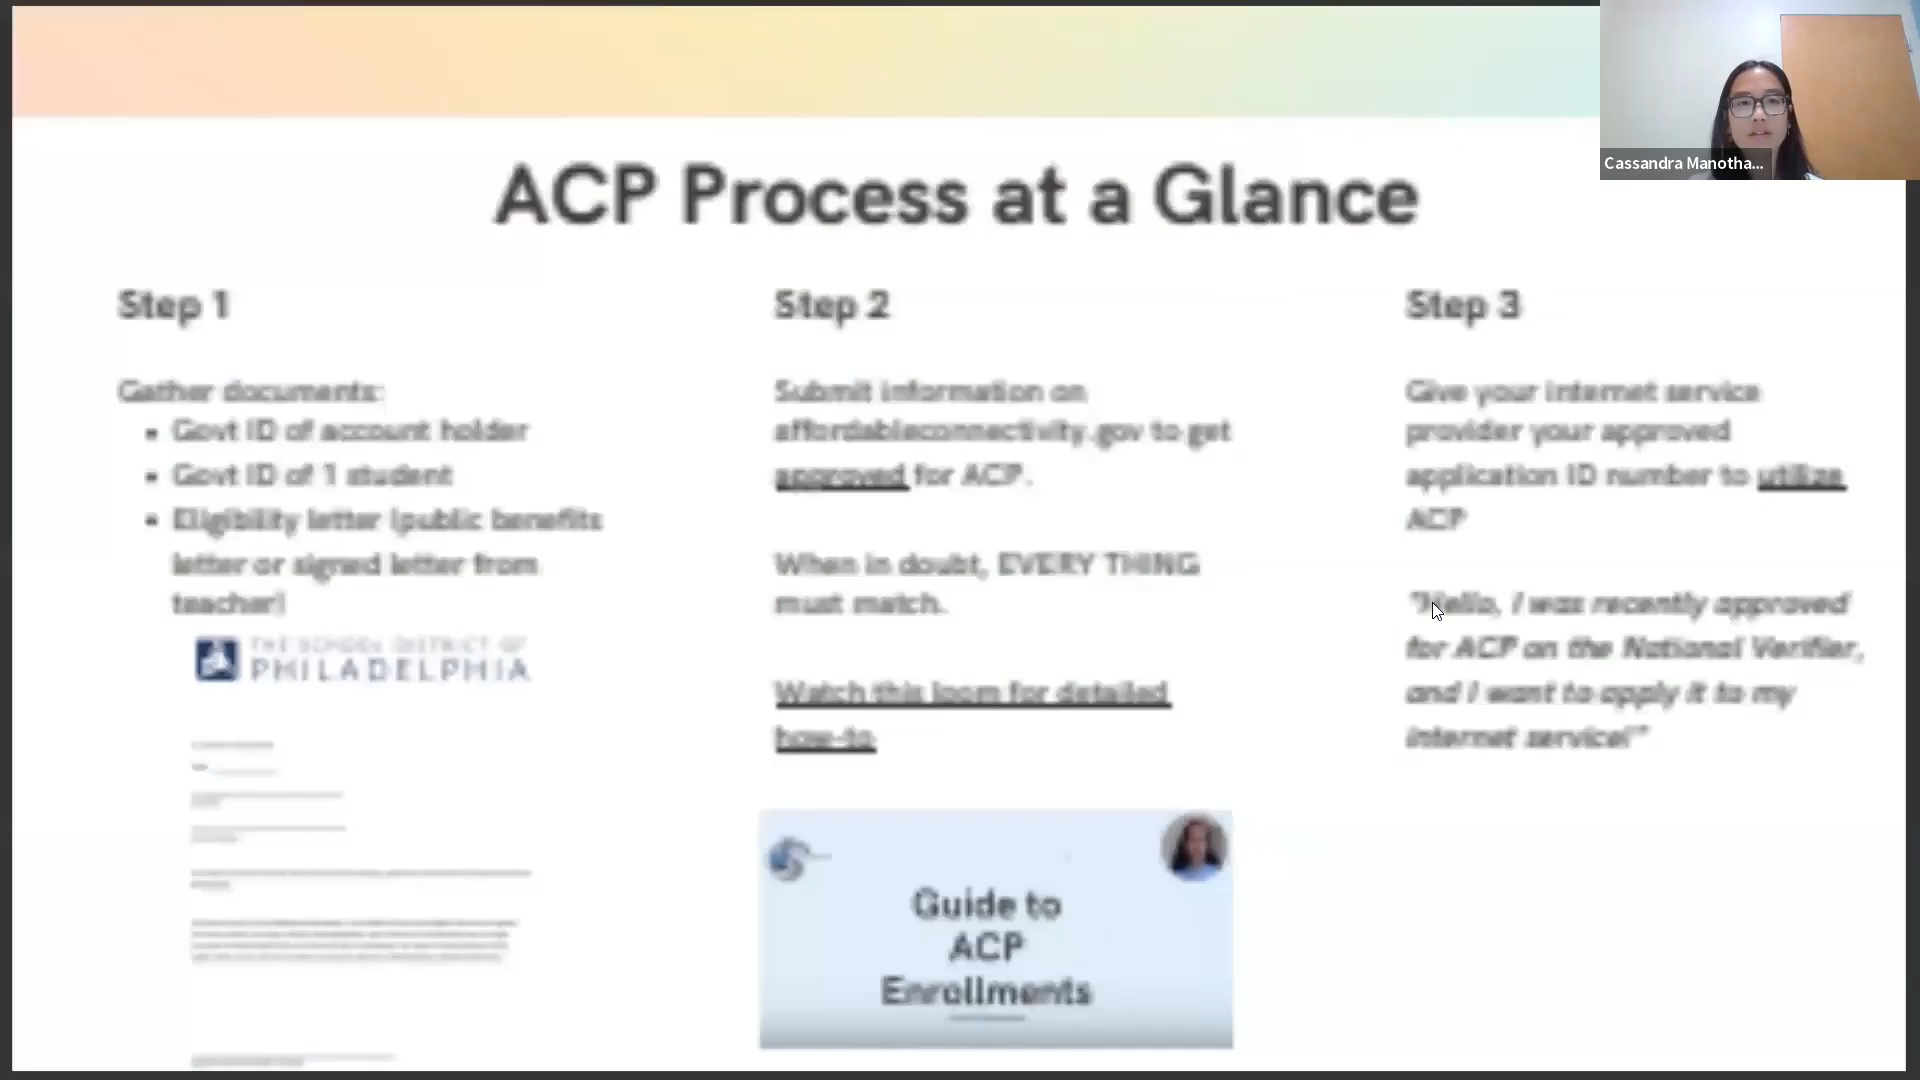 Cassandra Manotha...
ACP Process at a Glance
Step 1
Gather documents:
• Govt ID of account holder
• Govt ID of 1 student
• Eligibility letter (public benefits
letter or signed letter from
teacher)
THE SCHOOL DISTRICT OF
PHILADELPHIA
Step 2
Submit information on
affordableconnectivity.gov to get
approved for ACP.
When in doubt, EVERY THING
must match.
Watch this loom for detailed
how-to
Guide to
ACP
Enrollments
Step 3
Give your internet service
provider your approved
application ID number to utilize
ACP
"Hello, I was recently approved
for ACP on the National Verifier,
and I want to apply it to my
internet service!"